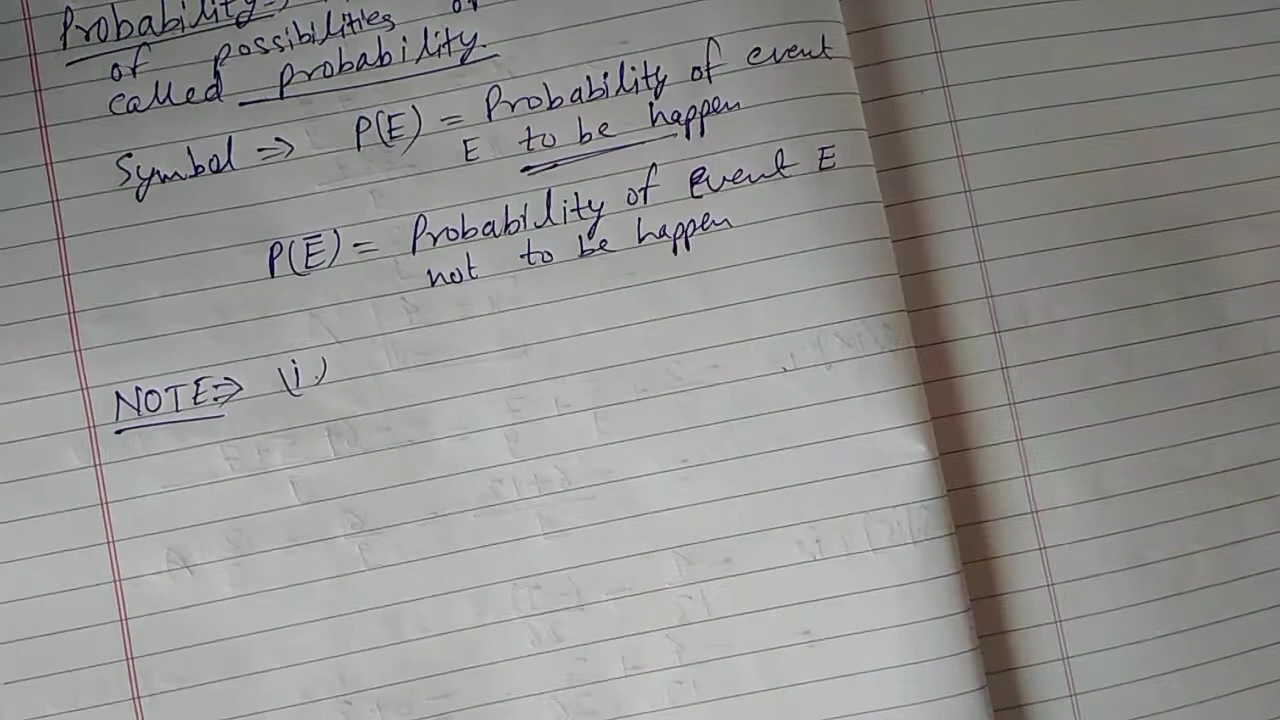 Probability ⇒
of possibilities of
called probability.
Symbol ⇒ P(E) = Probability of event
E to be happen
P(Ē) = Probability of event E
not to be happen
NOTE ⇒ (i)